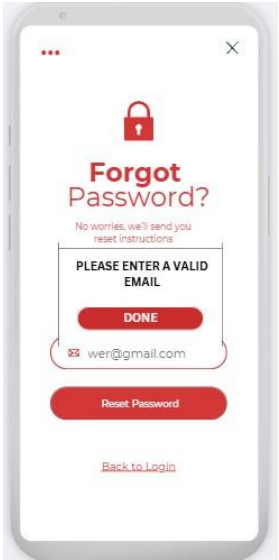 Forgot
Password?
No worries, we'll send you
reset instructions
PLEASE ENTER A VALID
EMAIL
DONE
wer@gmail.com
Reset Password
Back to Login